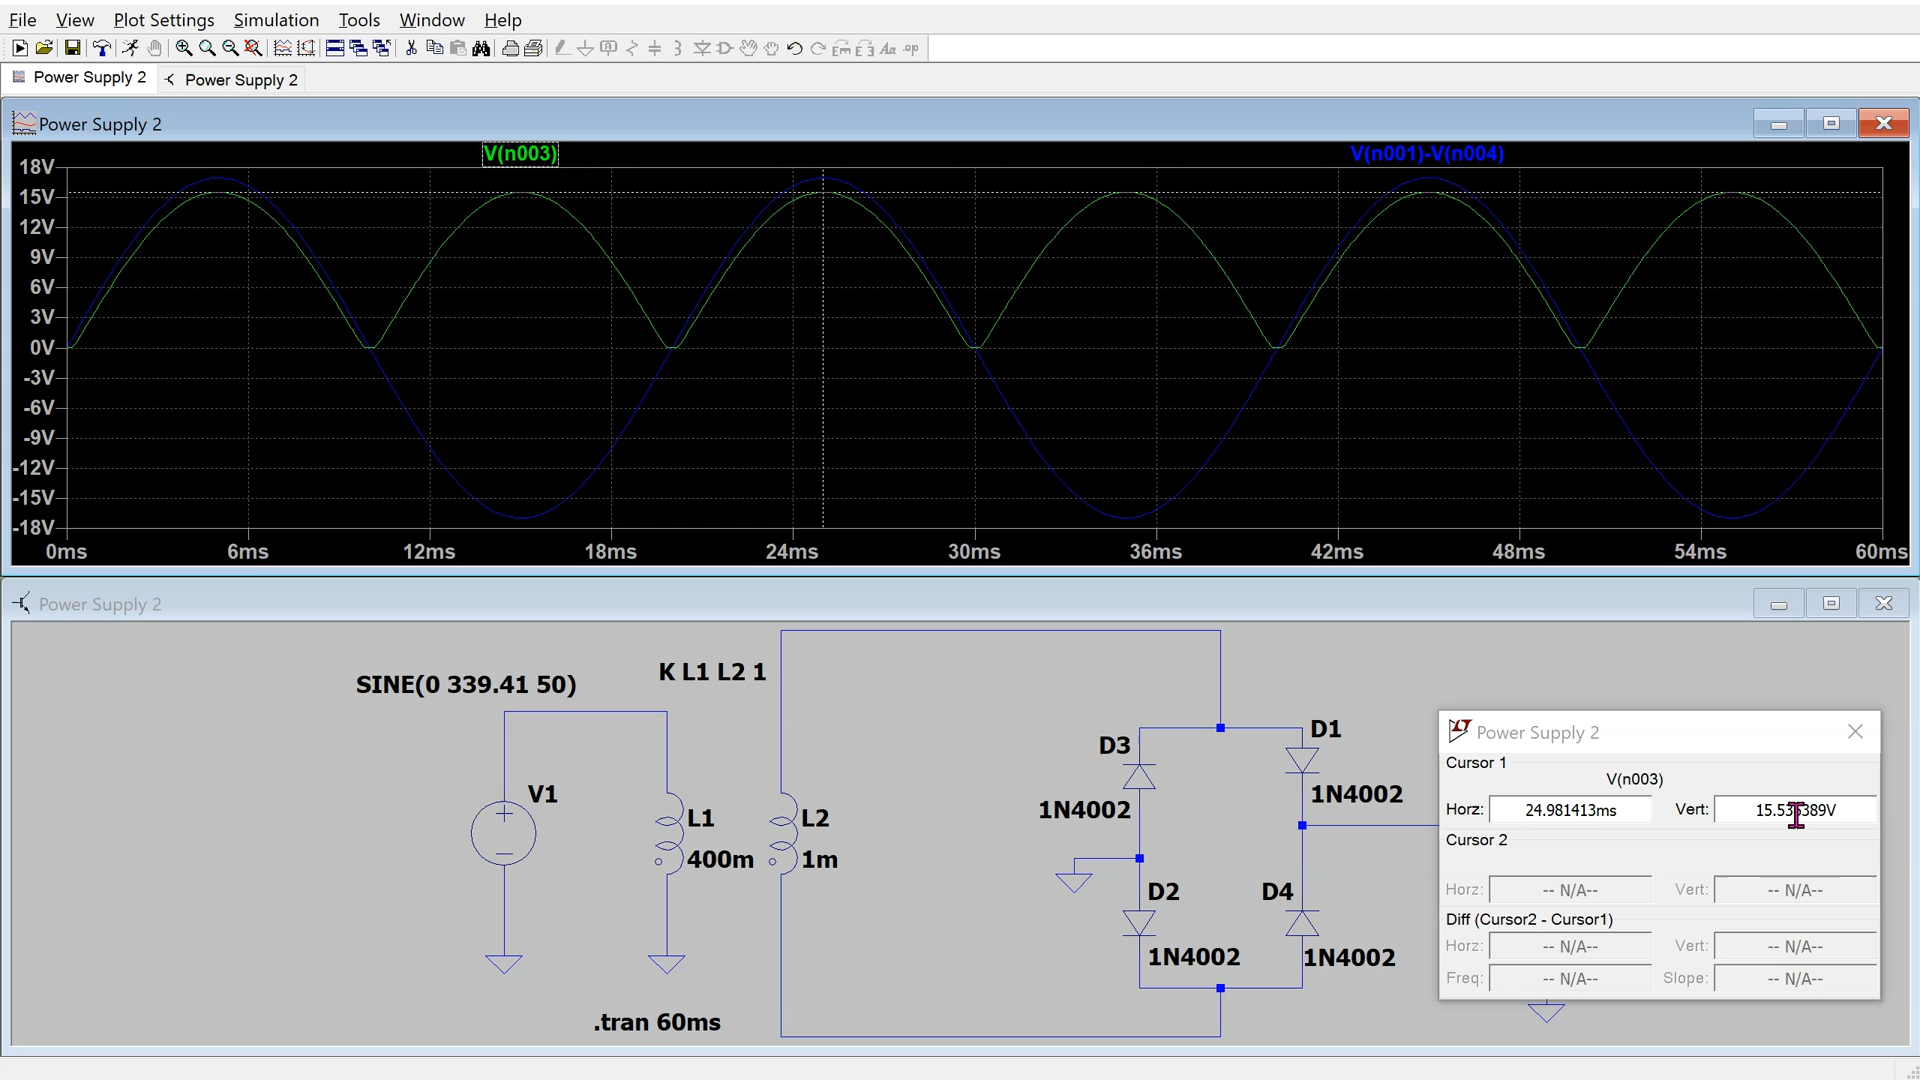 File View Plot Settings Simulation Tools Window Help
Power Supply 2 Power Supply 2
Power Supply 2
V(n003) V(n001)-V(n004)
18V
15V
12V
9V
6V
3V
0V
-3V
-6V
-9V
-12V
-15V
-18V
0ms 6ms 12ms 18ms 24ms 30ms 36ms 42ms 48ms 54ms 60ms
Power Supply 2
SINE(0 339.41 50)
K L1 L2 1
V1
L1
400m
L2
1m
.tran 60ms
D3
1N4002
D1
1N4002
D2
1N4002
D4
1N4002
Power Supply 2
Cursor 1
V(n003)
Horz: 24.981413ms Vert:
Cursor 2
Horz: -- N/A-- Vert: -- N/A--
Diff (Cursor2 - Cursor1)
Horz: -- N/A-- Vert: -- N/A--
Freq: -- N/A-- Slope: -- N/A--